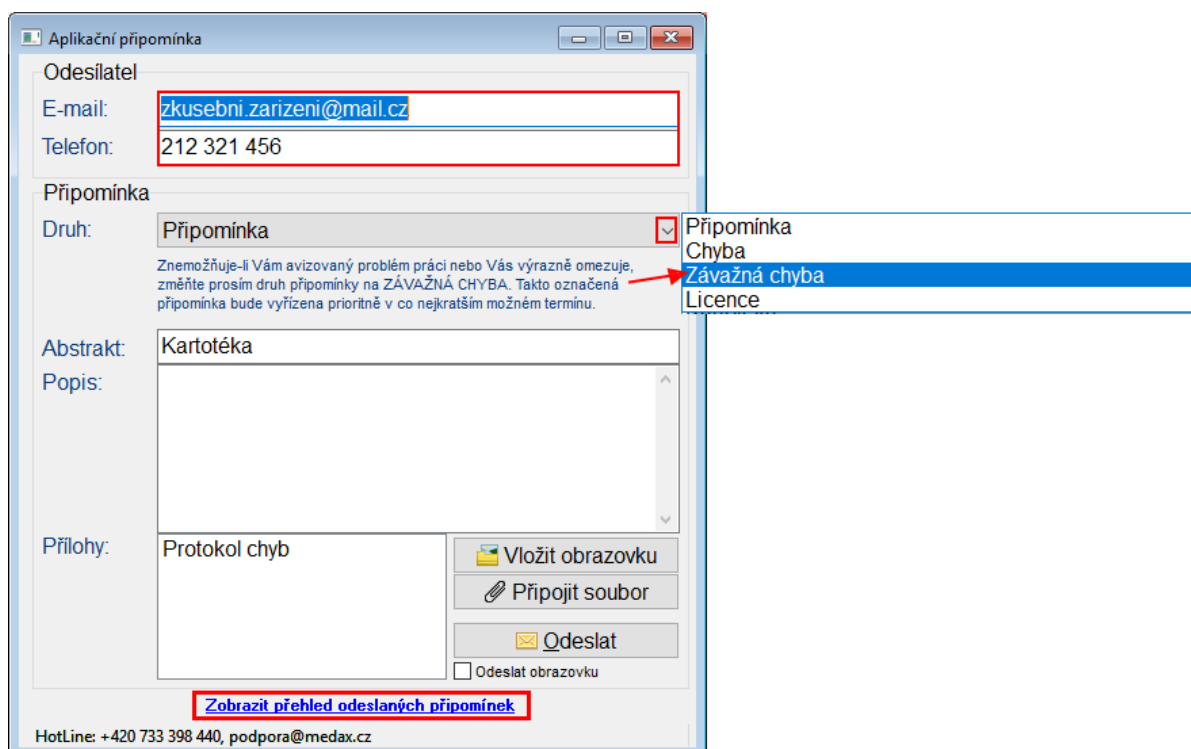 Aplikační připomínka
Odesílatel
E-mail: zkusebni.zarizeni@mail.cz
Telefon: 212 321 456
Připomínka
Druh: Připomínka
Znemožňuje-li Vám avizovaný problém práci nebo Vás výrazně omezuje,
změňte prosím druh připomínky na ZÁVAŽNÁ CHYBA. Takto označená
připomínka bude vyřízena prioritně v co nejkratším možném termínu.
Připomínka
Chyba
Závažná chyba
Licence
Abstrakt: Kartotéka
Popis:
Přílohy: Protokol chyb
Vložit obrazovku
Připojit soubor
Odeslat
Odeslat obrazovku
Zobrazit přehled odeslaných připomínek
HotLine: +420 733 398 440, podpora@medax.cz